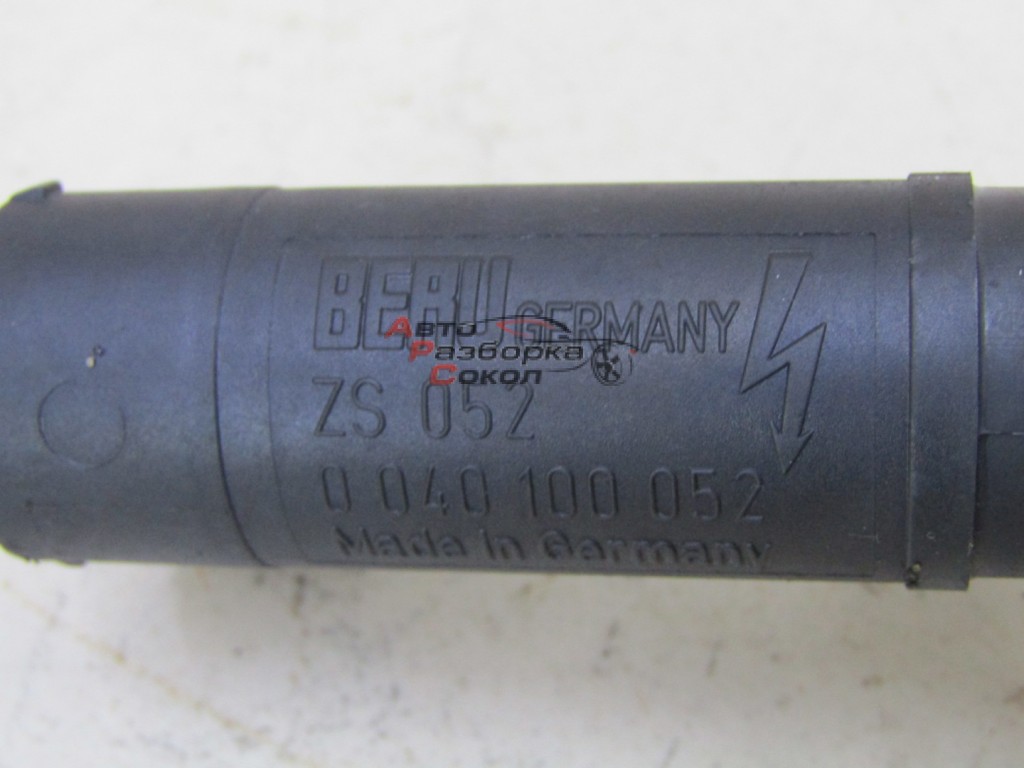 BERU GERMANY
Авто
Разборка
Сокол
ZS 052
0 040 100 052
Made in Germany